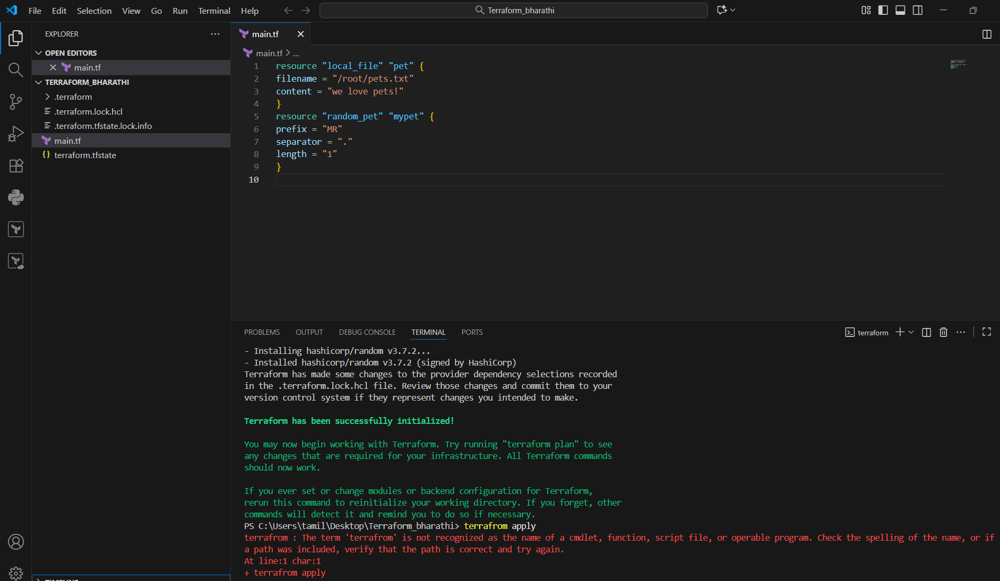 File Edit Selection View Go Run Terminal Help
Terraform_bharathi
EXPLORER
OPEN EDITORS
main.tf
TERRAFORM_BHARATHI
.terraform
.terraform.lock.hcl
.terraform.tfstate.lock.info
main.tf
{} terraform.tfstate
main.tf
main.tf > ...
1 resource "local_file" "pet" {
2 filename = "/root/pets.txt"
3 content = "we love pets!"
4 }
5 resource "random_pet" "mypet" {
6 prefix = "MR"
7 separator = "."
8 length = "1"
9 }
10
PROBLEMS OUTPUT DEBUG CONSOLE TERMINAL PORTS
terraform
- Installing hashicorp/random v3.7.2...
- Installed hashicorp/random v3.7.2 (signed by HashiCorp)
Terraform has made some changes to the provider dependency selections recorded
in the .terraform.lock.hcl file. Review those changes and commit them to your
version control system if they represent changes you intended to make.
Terraform has been successfully initialized!
You may now begin working with Terraform. Try running "terraform plan" to see
any changes that are required for your infrastructure. All Terraform commands
should now work.
If you ever set or change modules or backend configuration for Terraform,
rerun this command to reinitialize your working directory. If you forget, other
commands will detect it and remind you to do so if necessary.
PS C:\Users\tamil\Desktop\Terraform_bharathi> terrafrom apply
terrafrom : The term 'terrafrom' is not recognized as the name of a cmdlet, function, script file, or operable program. Check the spelling of the name, or if
a path was included, verify that the path is correct and try again.
At line:1 char:1
+ terrafrom apply